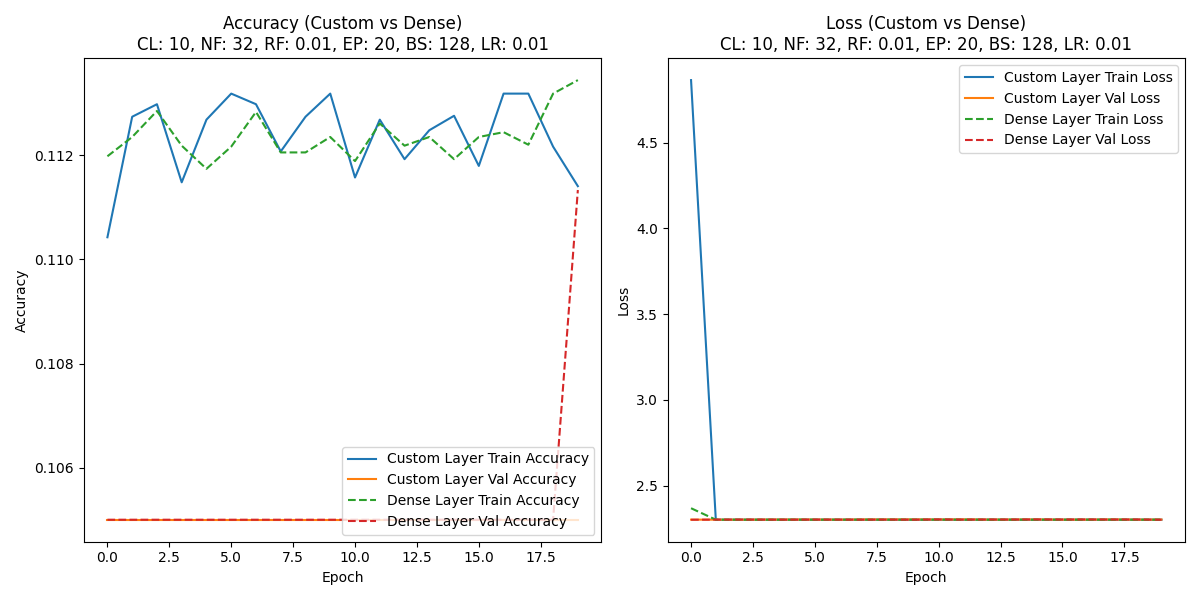 Accuracy (Custom vs Dense)
CL: 10, NF: 32, RF: 0.01, EP: 20, BS: 128, LR: 0.01
Accuracy
0.112
0.110
0.108
0.106
Custom Layer Train Accuracy
Custom Layer Val Accuracy
Dense Layer Train Accuracy
Dense Layer Val Accuracy
0.0 2.5 5.0 7.5 10.0 12.5 15.0 17.5
Epoch
Loss (Custom vs Dense)
CL: 10, NF: 32, RF: 0.01, EP: 20, BS: 128, LR: 0.01
Loss
4.5
4.0
3.5
3.0
2.5
Custom Layer Train Loss
Custom Layer Val Loss
Dense Layer Train Loss
Dense Layer Val Loss
0.0 2.5 5.0 7.5 10.0 12.5 15.0 17.5
Epoch